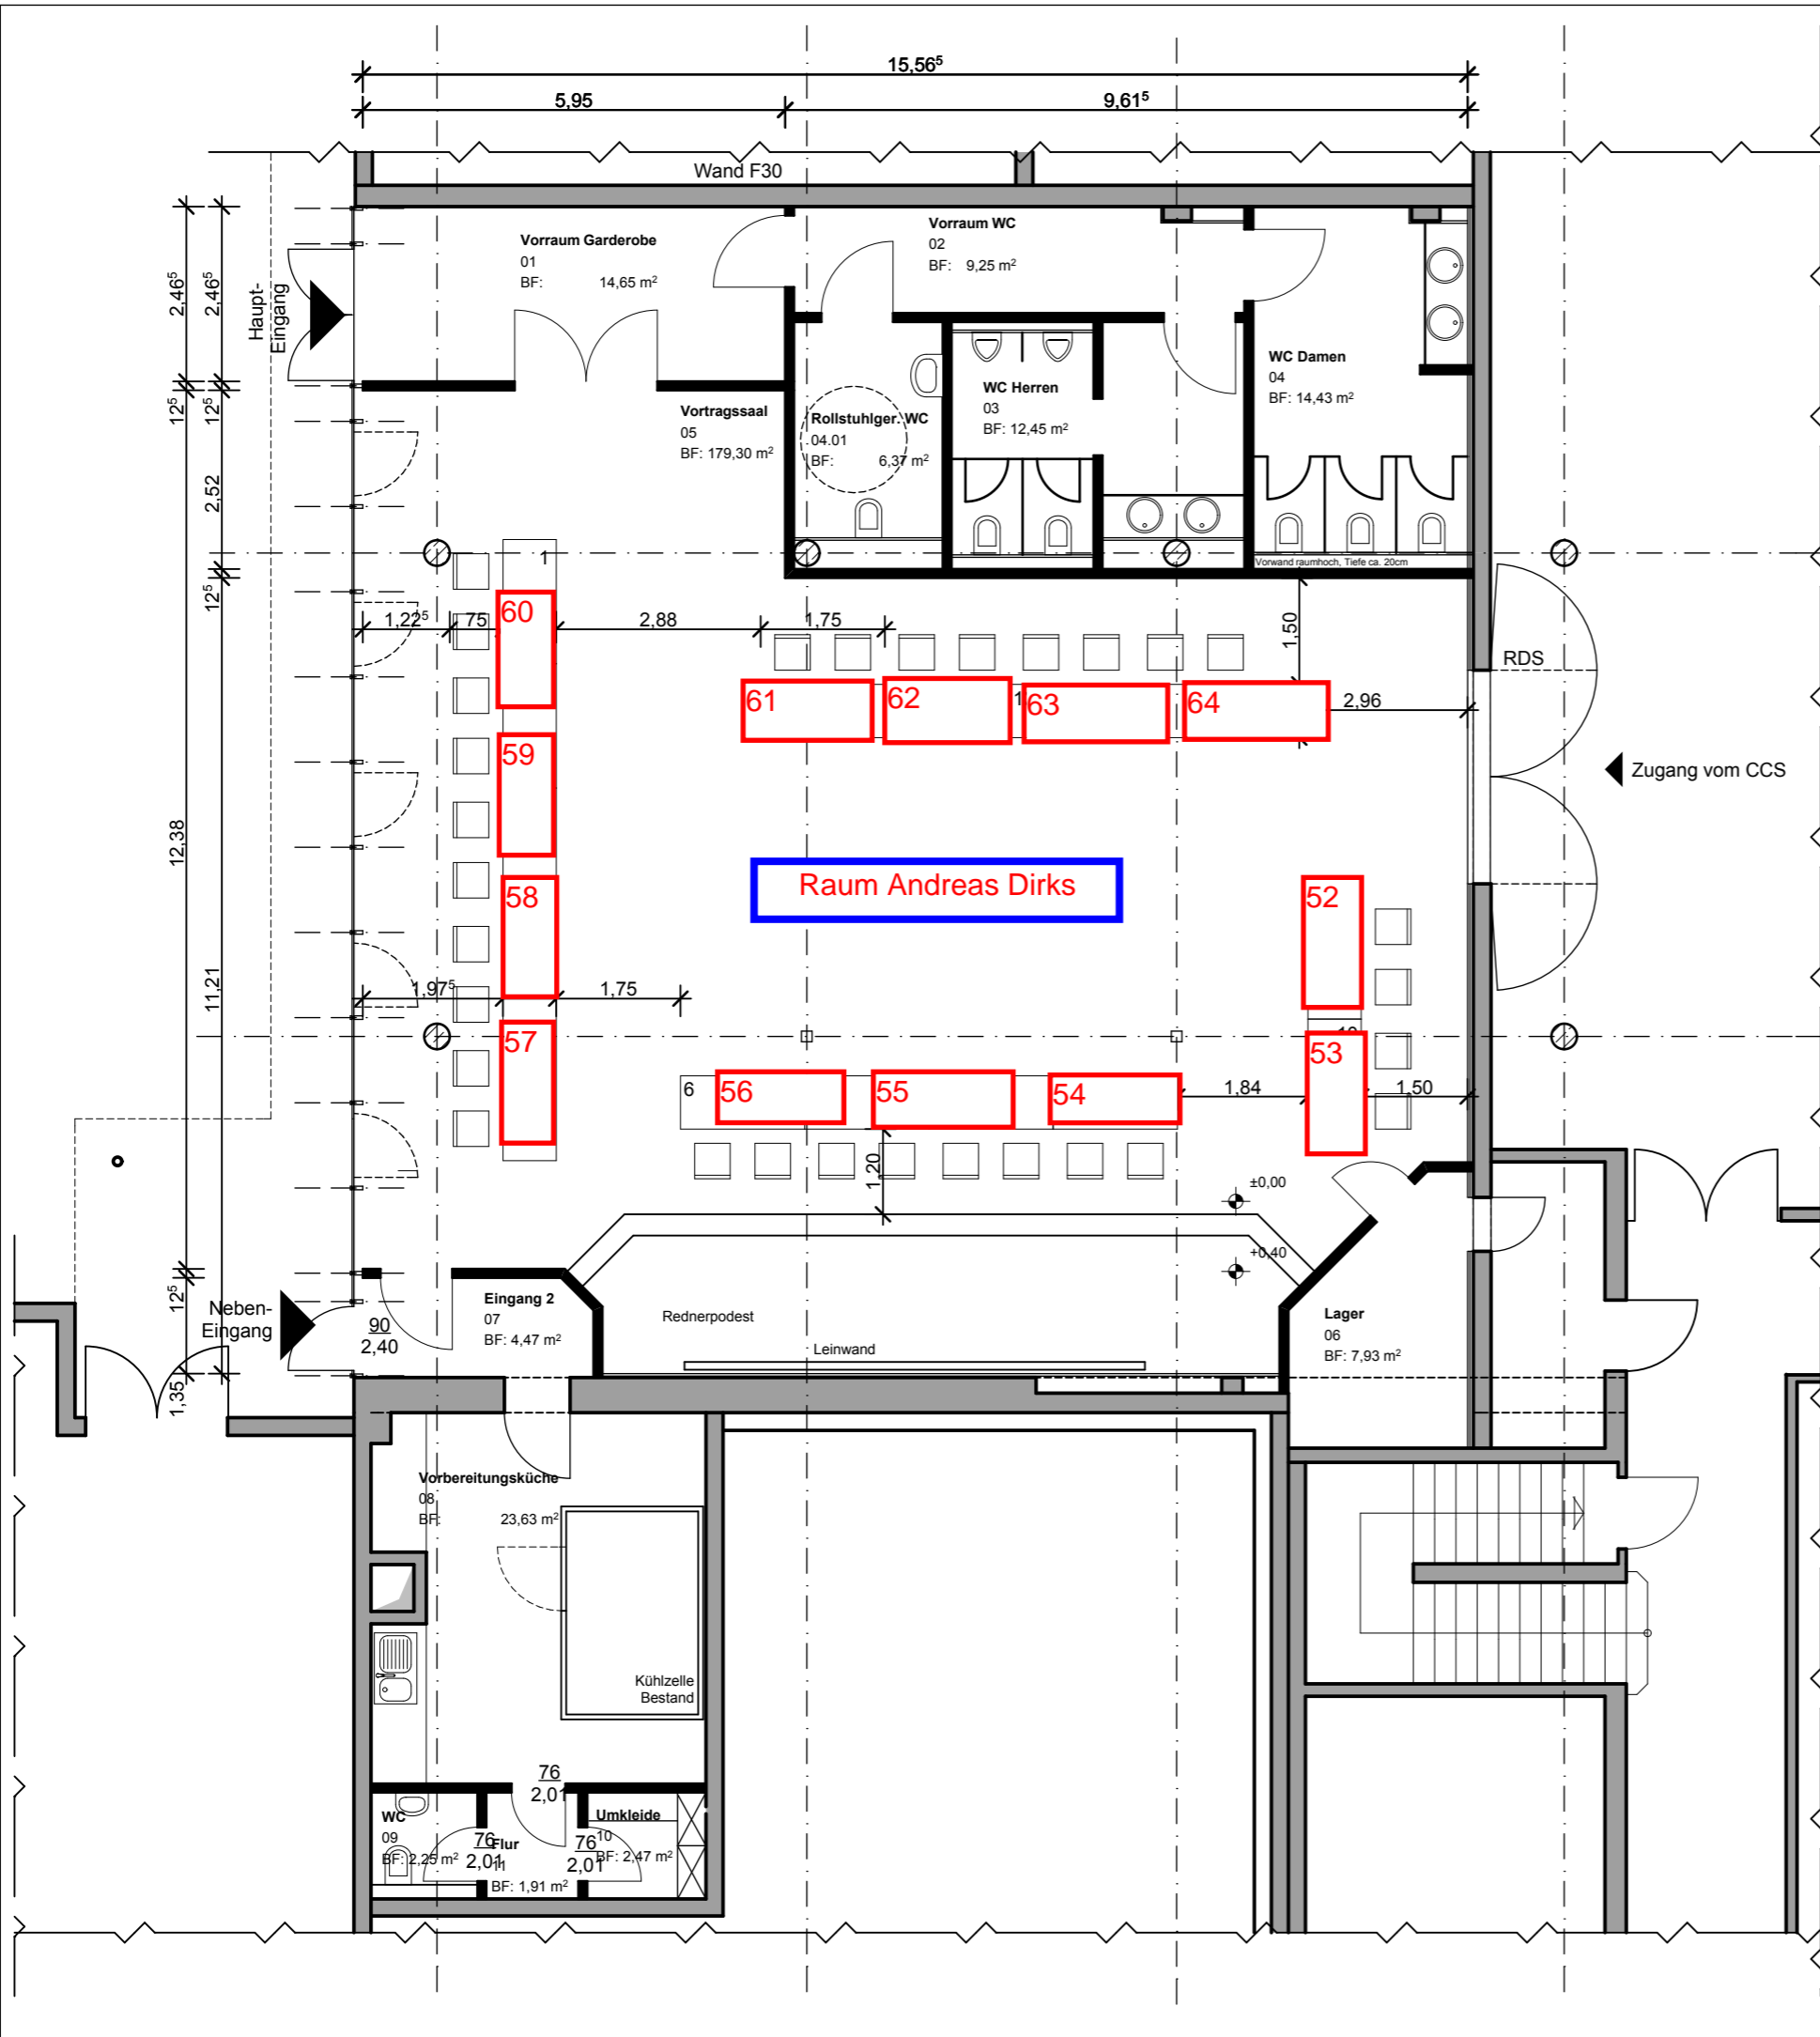 15,56⁵
5,95
9,61⁵
Wand F30
Haupt-
Eingang
2,46⁵
2,46⁵
Vorraum Garderobe
01
BF: 14,65 m²
Vorraum WC
02
BF: 9,25 m²
WC Damen
04
BF: 14,43 m²
WC Herren
03
BF: 12,45 m²
Rollstuhlger. WC
04.01
BF: 6,37 m²
Vortragssaal
05
BF: 179,30 m²
12⁵
12⁵
2,52
12⁵
Vorwand raumhoch, Tiefe ca. 20cm
1
60
1,22⁵
75
2,88
1,75
1,50
RDS
61
62
1
63
64
2,96
59
Zugang vom CCS
12,38
Raum Andreas Dirks
58
52
11,21
1,97⁵
1,75
57
53
6
56
55
54
1,84
1,50
1,20
±0,00
+0,40
12⁵
Neben-
Eingang
90
2,40
Eingang 2
07
BF: 4,47 m²
Rednerpodest
Leinwand
Lager
06
BF: 7,93 m²
1,35
Vorbereitungsküche
08
BF: 23,63 m²
Kühlzelle
Bestand
76
2,01
WC
09
BF: 2,25 m²
76
2,01
Flur
11
BF: 1,91 m²
76
2,01
Umkleide
10
BF: 2,47 m²